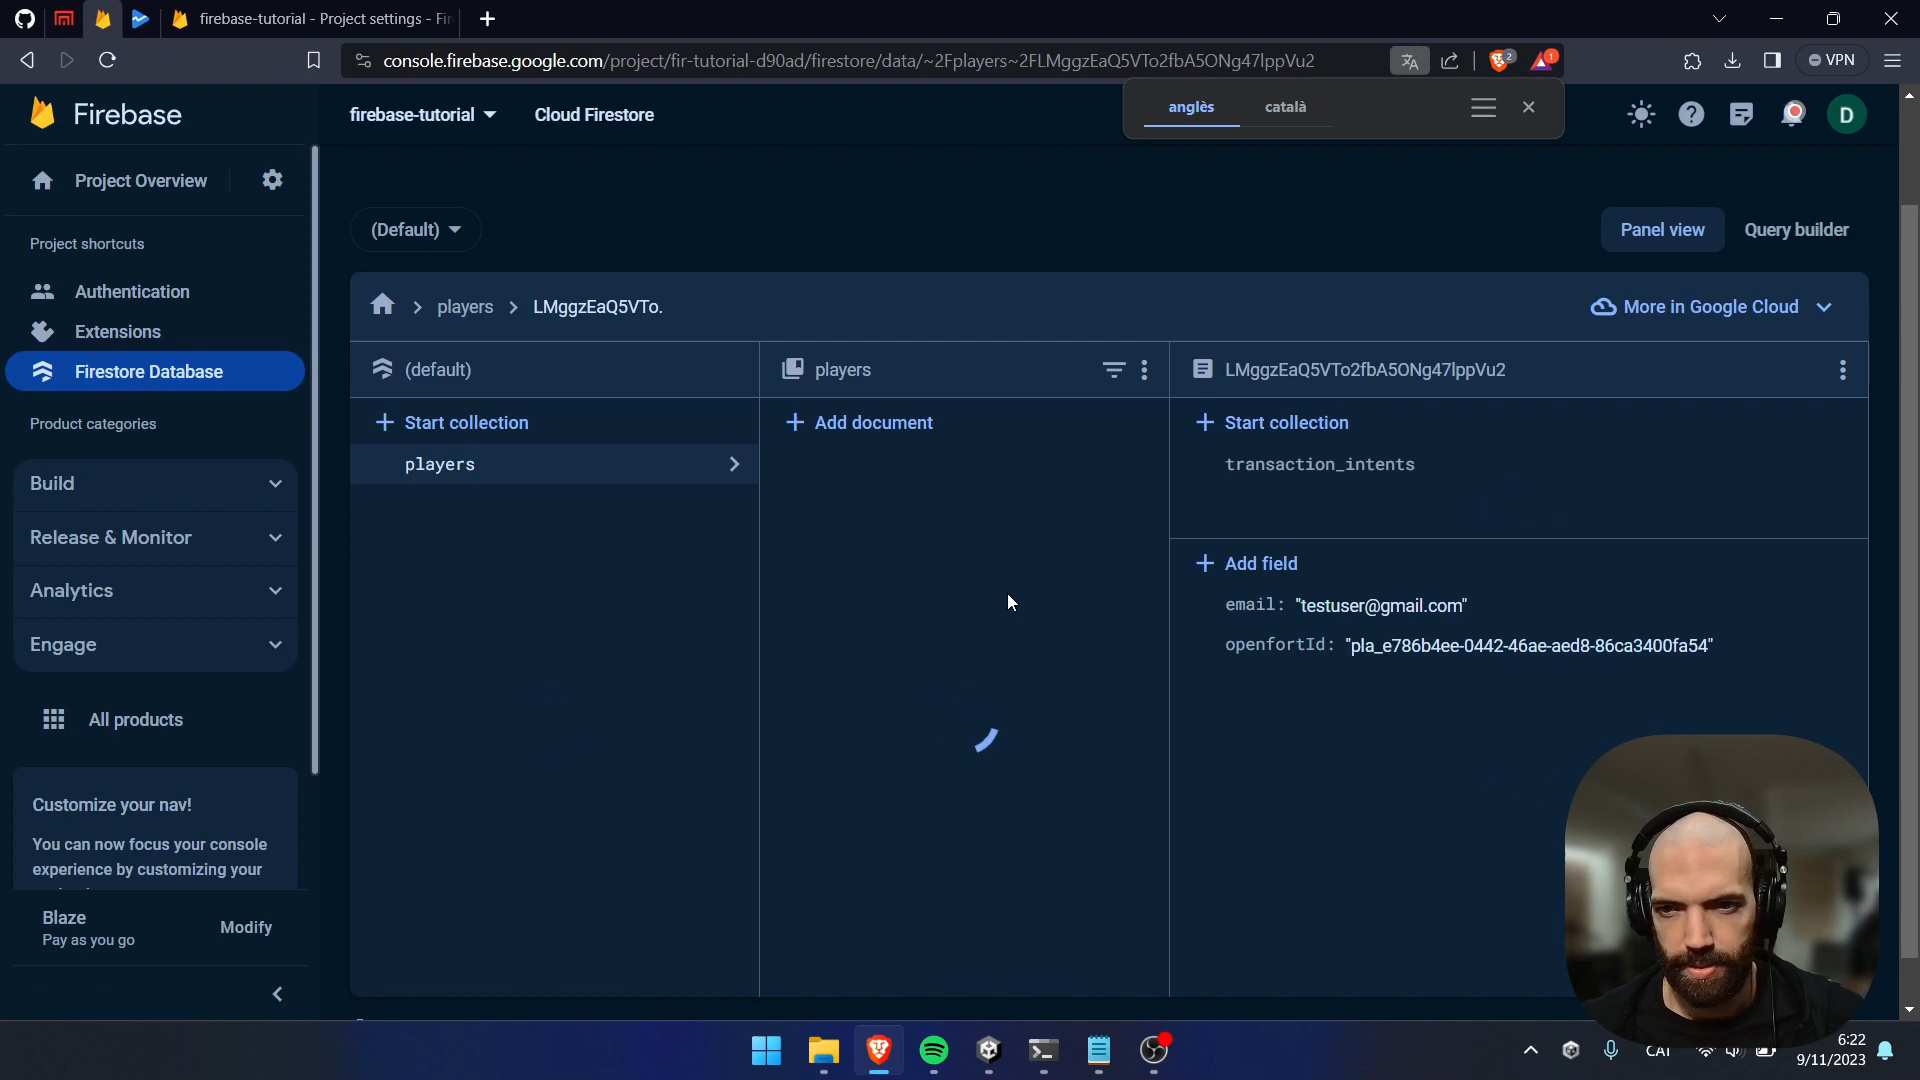 firebase-tutorial - Project settings - Fir
console.firebase.google.com/project/fir-tutorial-d90ad/firestore/data/~2Fplayers~2FLMggzEaQ5VTo2fbA5ONg47lppVu2
2
1
VPN
Firebase
firebase-tutorial
Cloud Firestore
anglès
català
D
Project Overview
Project shortcuts
Authentication
Extensions
Firestore Database
Product categories
Build
Release & Monitor
Analytics
Engage
All products
Customize your nav!
You can now focus your console
experience by customizing your
Blaze
Pay as you go
Modify
(Default)
Panel view
Query builder
players
LMggzEaQ5VTo.
More in Google Cloud
(default)
players
LMggzEaQ5VTo2fbA5ONg47lppVu2
Start collection
Add document
Start collection
players
transaction_intents
Add field
email: "testuser@gmail.com"
openfortId: "pla_e786b4ee-0442-46ae-aed8-86ca3400fa54"
CAT
6:22
9/11/2023